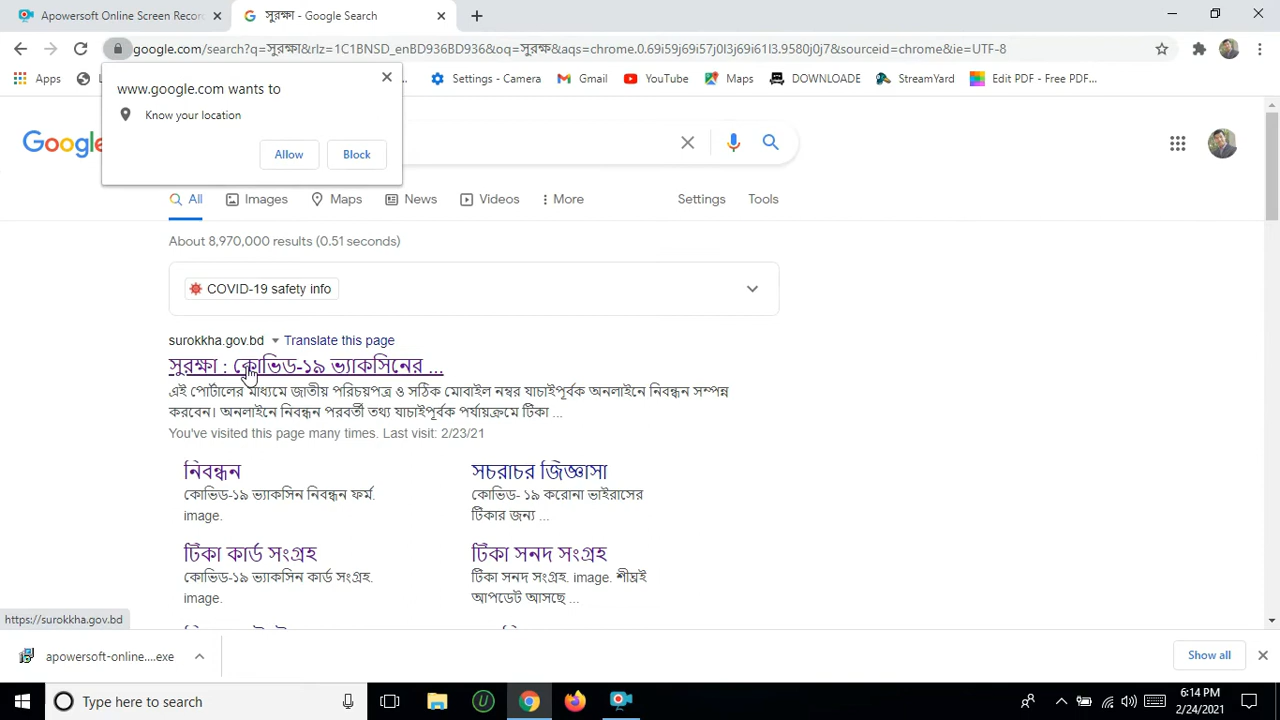 Apowersoft Online Screen Recor
সুরক্ষা - Google Search
google.com/search?q=সুরক্ষা&rlz=1C1BNSD_enBD936BD936&oq=সুরক্ষ&aqs=chrome.0.69i59j69i57j0l3j69i61l3.9580j0j7&sourceid=chrome&ie=UTF-8
Apps
Settings - Camera
Gmail
YouTube
Maps
DOWNLOADE
StreamYard
Edit PDF - Free PDF...
www.google.com wants to
Know your location
Allow
Block
Google
All
Images
Maps
News
Videos
More
Settings
Tools
About 8,970,000 results (0.51 seconds)
COVID-19 safety info
surokkha.gov.bd
Translate this page
সুরক্ষা : কোভিড-১৯ ভ্যাকসিনের ...
এই পোর্টালের মাধ্যমে জাতীয় পরিচয়পত্র ও সঠিক মোবাইল নম্বর যাচাইপূর্বক অনলাইনে নিবন্ধন সম্পন্ন
করবেন। অনলাইনে নিবন্ধন পরবর্তী তথ্য যাচাইপূর্বক পর্যায়ক্রমে টিকা ...
You've visited this page many times. Last visit: 2/23/21
নিবন্ধন
সচরাচর জিজ্ঞাসা
কোভিড-১৯ ভ্যাকসিন নিবন্ধন ফর্ম.
image.
কোভিড- ১৯ করোনা ভাইরাসের
টিকার জন্য ...
টিকা কার্ড সংগ্রহ
টিকা সনদ সংগ্রহ
কোভিড-১৯ ভ্যাকসিন কার্ড সংগ্রহ.
image.
টিকা সনদ সংগ্রহ. image. শীঘ্রই
আপডেট আসছে ...
https://surokkha.gov.bd
apowersoft-online....exe
Show all
Type here to search
6:14 PM
2/24/2021